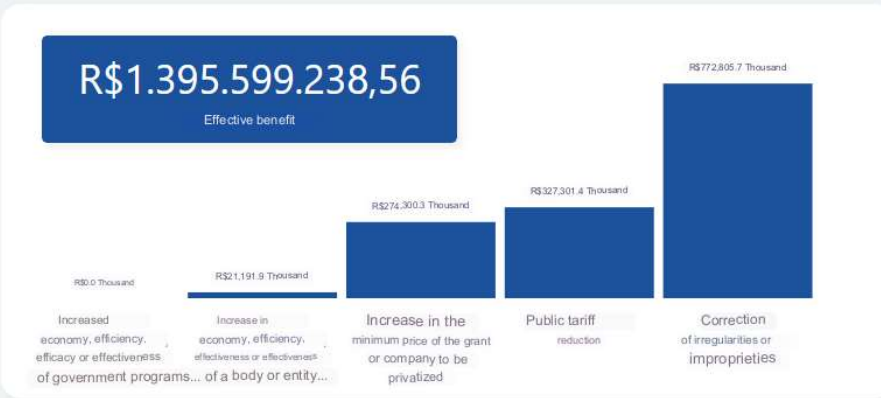 R$1.395.599.238,56
Effective benefit
R$772,805.7 Thousand
R$327,301.4 Thousand
R$274,300.3 Thousand
R$21,191.9 Thousand
R$0.0 Thousand
Increased
economy, efficiency,
efficacy or effectiveness
of government programs...
Increase in
economy, efficiency,
effectiveness or effectiveness
of a body or entity...
Increase in the
minimum price of the grant
or company to be
privatized
Public tariff
reduction
Correction
of irregularities or
improprieties